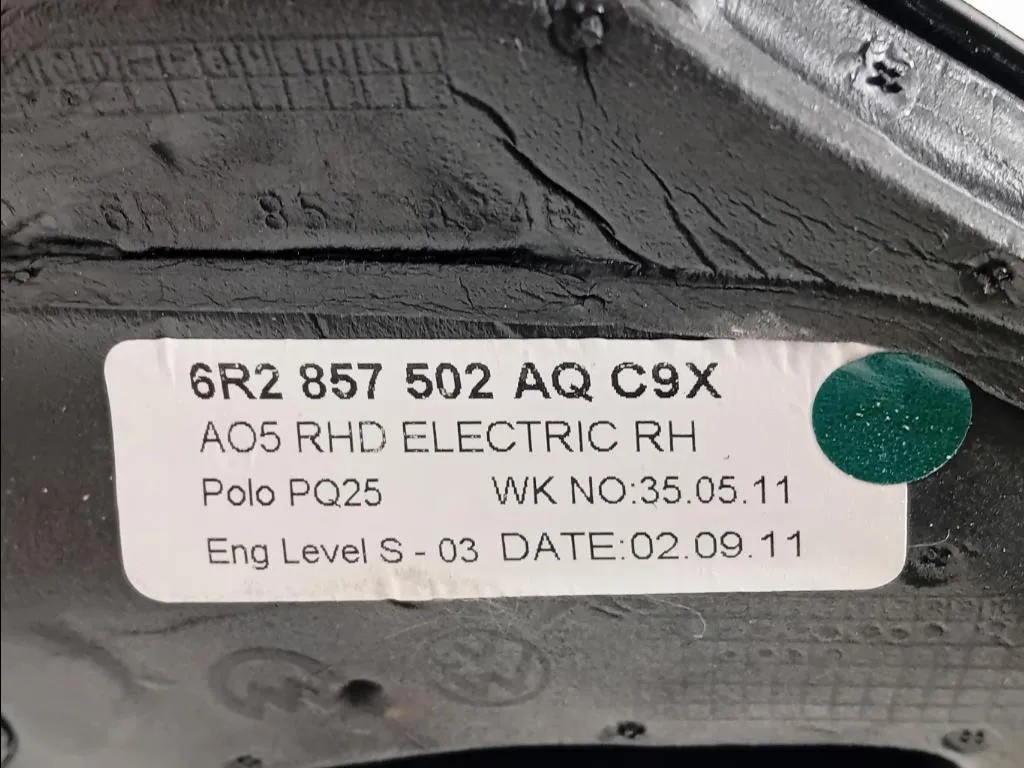 6R2 857 502 AQ C9X
AO5 RHD ELECTRIC RH
Polo PQ25 WK NO:35.05.11
Eng Level S - 03 DATE:02.09.11